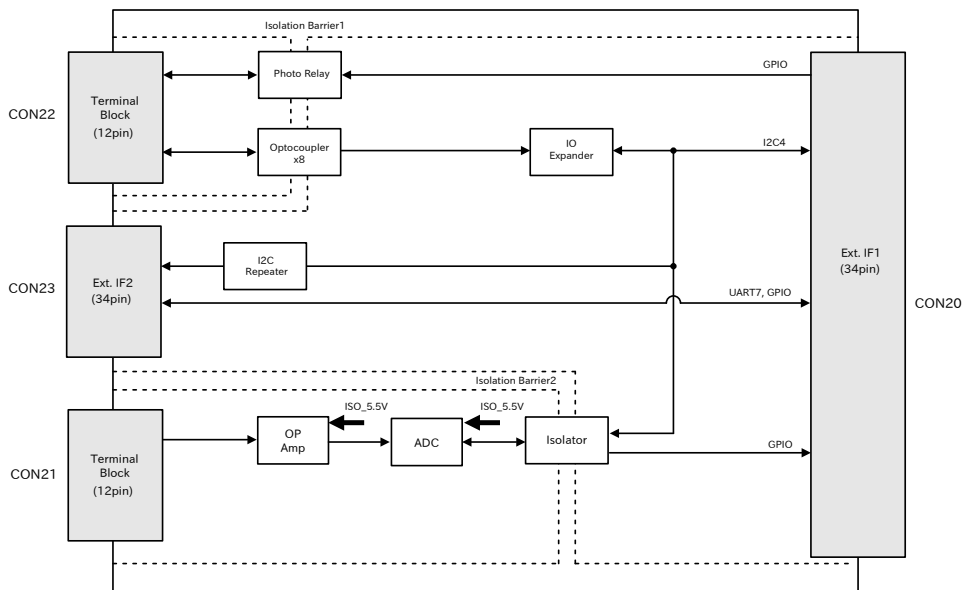 Isolation Barrier1
Terminal
Block
(12pin)
CON22
Photo Relay
GPIO
Optocoupler
x8
IO
Expander
I2C4
Ext. IF2
(34pin)
CON23
I2C
Repeater
UART7, GPIO
Ext. IF1
(34pin)
CON20
Isolation Barrier2
ISO_5.5V
ISO_5.5V
Terminal
Block
(12pin)
CON21
OP
Amp
ADC
Isolator
GPIO